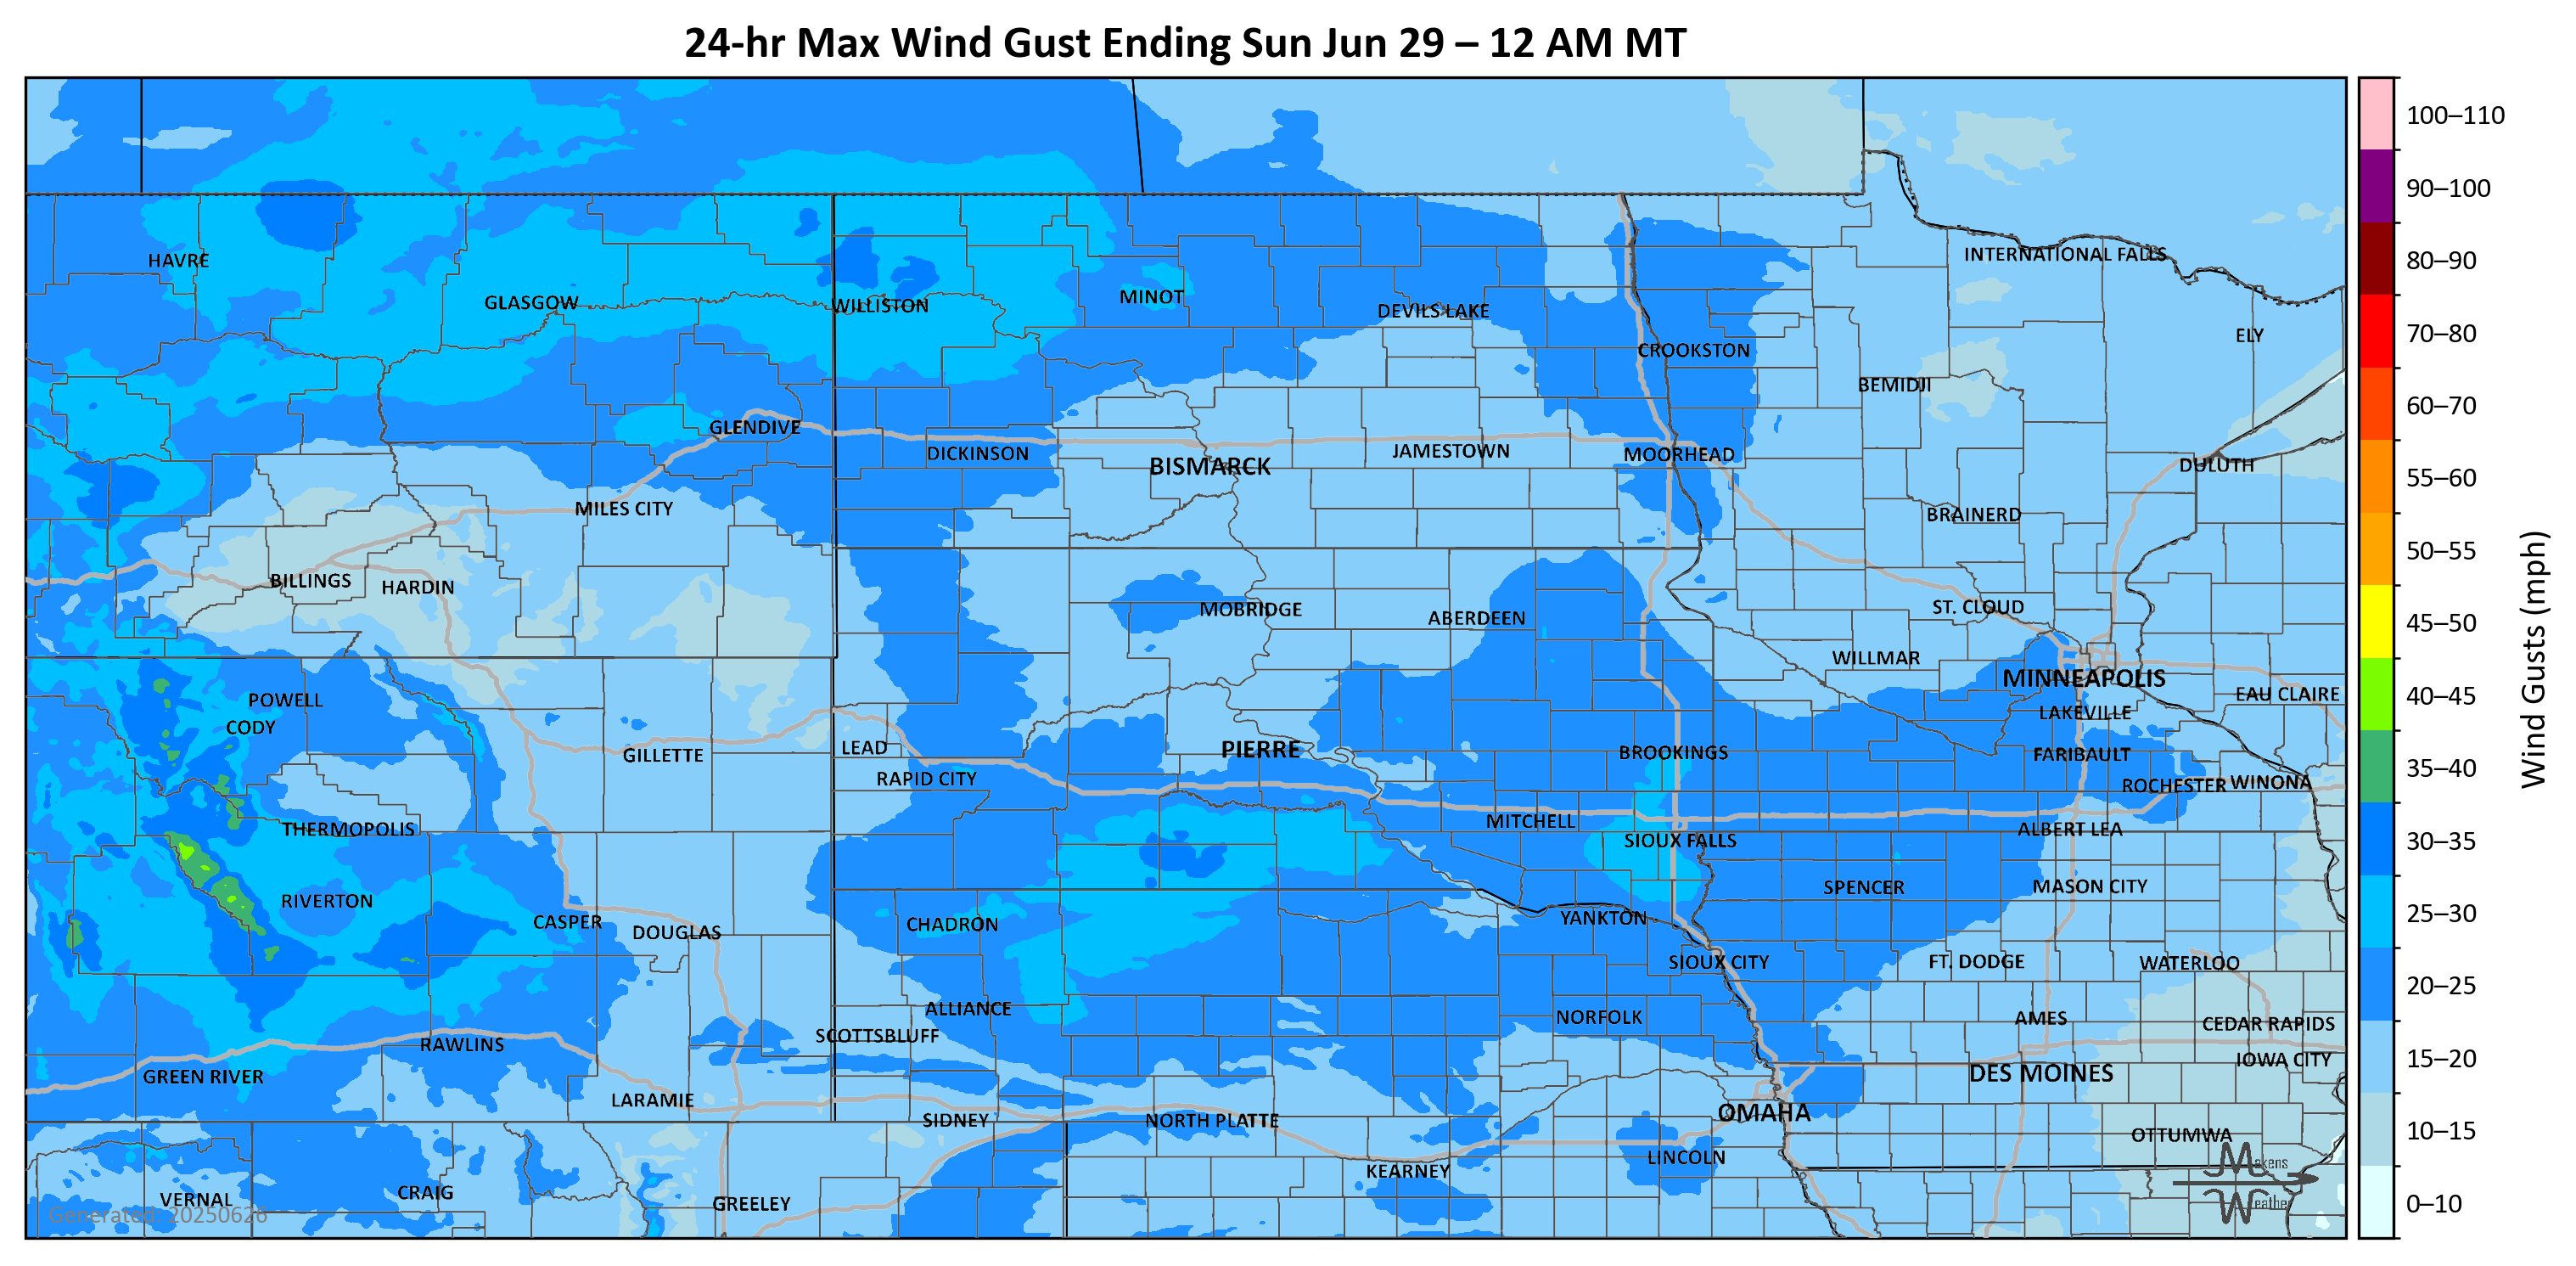 24-hr Max Wind Gust Ending Sun Jun 29 – 12 AM MT
100–110
90–100
80–90
70–80
60–70
55–60
50–55
45–50
40–45
35–40
30–35
25–30
20–25
15–20
10–15
0–10
Wind Gusts (mph)
HAVRE
GLASGOW
WILLISTON
MINOT
DEVILS LAKE
INTERNATIONAL FALLS
ELY
CROOKSTON
BEMIDJI
GLENDIVE
DICKINSON
BISMARCK
JAMESTOWN
MOORHEAD
DULUTH
MILES CITY
BRAINERD
BILLINGS
HARDIN
MOBRIDGE
ABERDEEN
ST. CLOUD
WILLMAR
MINNEAPOLIS
EAU CLAIRE
POWELL
CODY
LAKEVILLE
GILLETTE
LEAD
PIERRE
BROOKINGS
FARIBAULT
RAPID CITY
ROCHESTER
WINONA
THERMOPOLIS
MITCHELL
SIOUX FALLS
ALBERT LEA
RIVERTON
SPENCER
MASON CITY
CASPER
DOUGLAS
CHADRON
YANKTON
SIOUX CITY
FT. DODGE
WATERLOO
ALLIANCE
NORFOLK
AMES
CEDAR RAPIDS
SCOTTSBLUFF
RAWLINS
IOWA CITY
GREEN RIVER
DES MOINES
LARAMIE
SIDNEY
NORTH PLATTE
OMAHA
OTTUMWA
KEARNEY
LINCOLN
VERNAL
CRAIG
GREELEY
Generated: 20250626
Makens
Weather